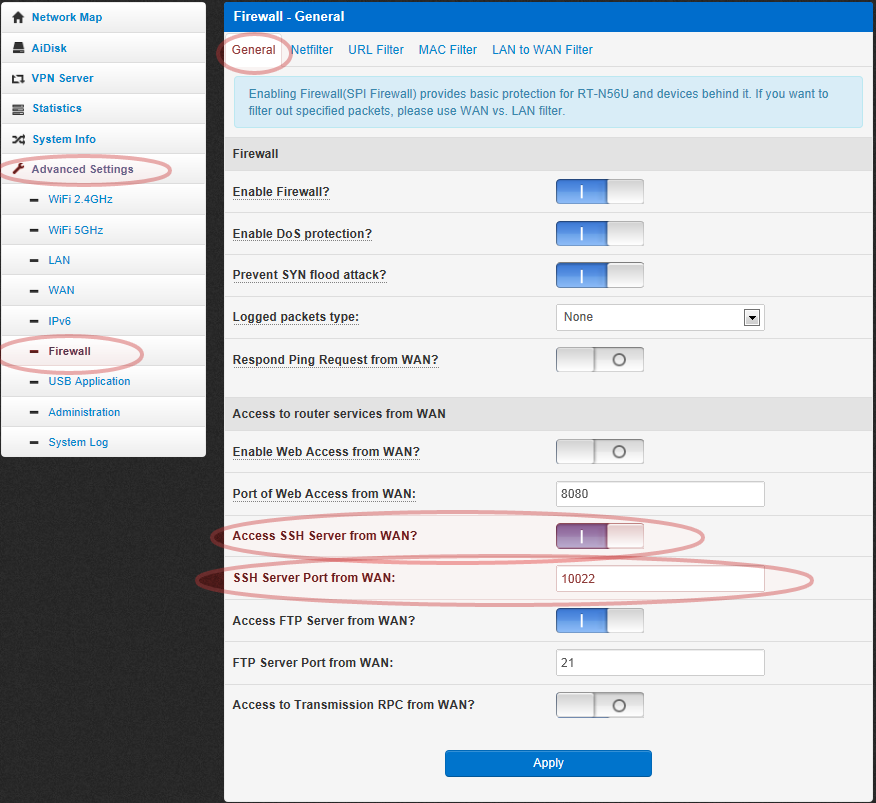 Network Map
AiDisk
VPN Server
Statistics
System Info
Advanced Settings
WiFi 2.4GHz
WiFi 5GHz
LAN
WAN
IPv6
Firewall
USB Application
Administration
System Log
Firewall - General
General Netfilter URL Filter MAC Filter LAN to WAN Filter
Enabling Firewall(SPI Firewall) provides basic protection for RT-N56U and devices behind it. If you want to
filter out specified packets, please use WAN vs. LAN filter.
Firewall
Enable Firewall?
Enable DoS protection?
Prevent SYN flood attack?
Logged packets type: None
Respond Ping Request from WAN?
Access to router services from WAN
Enable Web Access from WAN?
Port of Web Access from WAN: 8080
Access SSH Server from WAN?
SSH Server Port from WAN: 10022
Access FTP Server from WAN?
FTP Server Port from WAN: 21
Access to Transmission RPC from WAN?
Apply